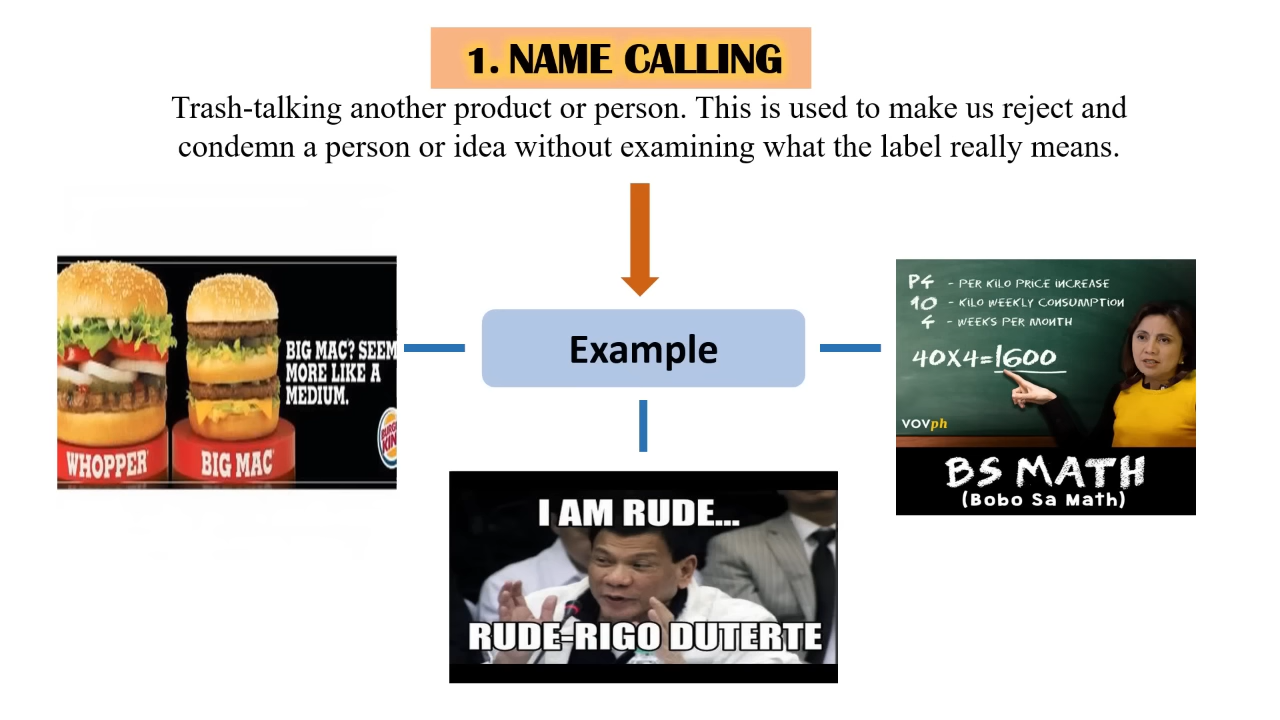 1. NAME CALLING
Trash-talking another product or person. This is used to make us reject and
condemn a person or idea without examining what the label really means.
Example
BIG MAC? SEEM
MORE LIKE A
MEDIUM.
WHOPPER
BIG MAC
BURGER
KING
P4 - PER KILO PRICE INCREASE
10 - KILO WEEKLY CONSUMPTION
4 - WEEKS PER MONTH
40X4=1600
VOVph
BS MATH
(Bobo Sa Math)
I AM RUDE...
RUDE-RIGO DUTERTE